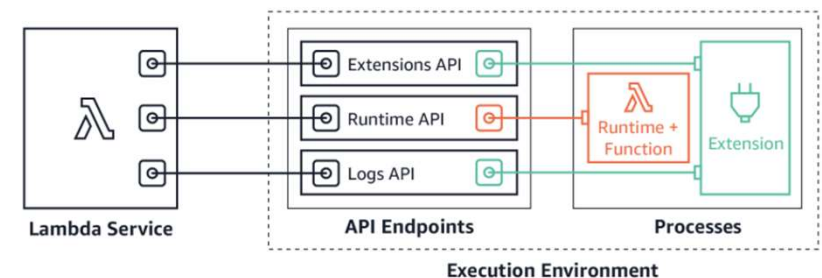 Extensions API
Runtime API
Logs API
Runtime +
Function
Extension
Lambda Service
API Endpoints
Processes
Execution Environment